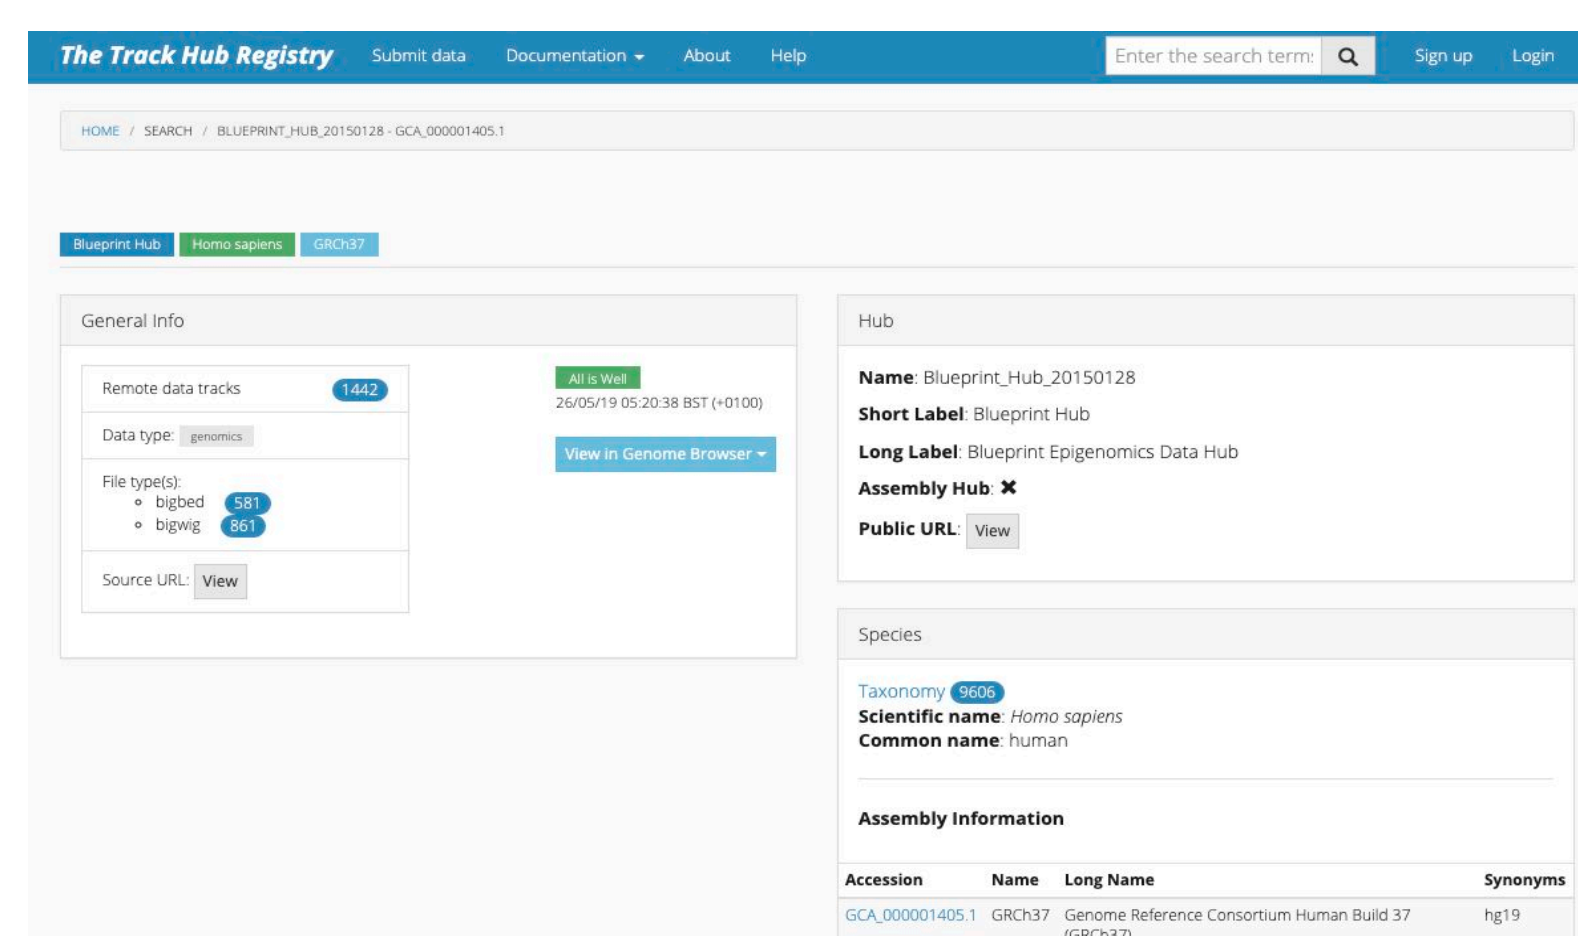 The Track Hub Registry Submit data Documentation About Help Enter the search term: Sign up Login
HOME / SEARCH / BLUEPRINT_HUB_20150128 - GCA_000001405.1
Blueprint Hub Homo sapiens GRCh37
General Info
Remote data tracks 1442
Data type: genomics
File type(s):
bigbed 581
bigwig 861
Source URL: View
All is Well
26/05/19 05:20:38 BST (+0100)
View in Genome Browser
Hub
Name: Blueprint_Hub_20150128
Short Label: Blueprint Hub
Long Label: Blueprint Epigenomics Data Hub
Assembly Hub: ✖
Public URL: View
Species
Taxonomy 9606
Scientific name: Homo sapiens
Common name: human
Assembly Information
Accession Name Long Name Synonyms
GCA_000001405.1 GRCh37 Genome Reference Consortium Human Build 37 hg19
(GRCh37)